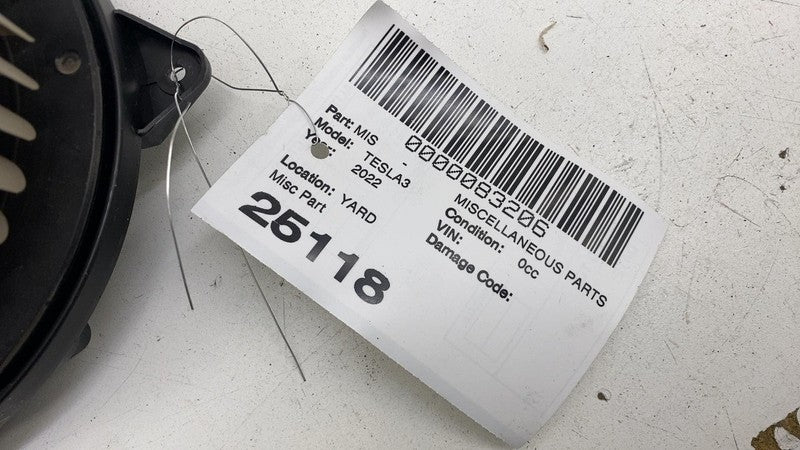 0000083206
Part: MIS - MISCELLANEOUS PARTS
Model: TESLA3 Condition: 0cc
Year: 2022 VIN:
Damage Code:
Location: YARD
Misc Part
25118